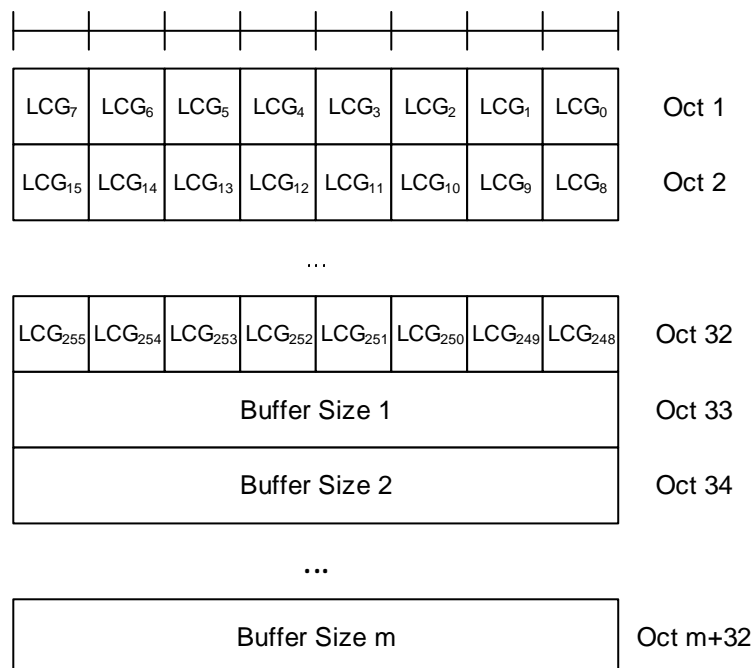 LCG₇ LCG₆ LCG₅ LCG₄ LCG₃ LCG₂ LCG₁ LCG₀ Oct 1
LCG₁₅ LCG₁₄ LCG₁₃ LCG₁₂ LCG₁₁ LCG₁₀ LCG₉ LCG₈ Oct 2
...
LCG₂₅₅ LCG₂₅₄ LCG₂₅₃ LCG₂₅₂ LCG₂₅₁ LCG₂₅₀ LCG₂₄₉ LCG₂₄₈ Oct 32
Buffer Size 1 Oct 33
Buffer Size 2 Oct 34
...
Buffer Size m Oct m+32